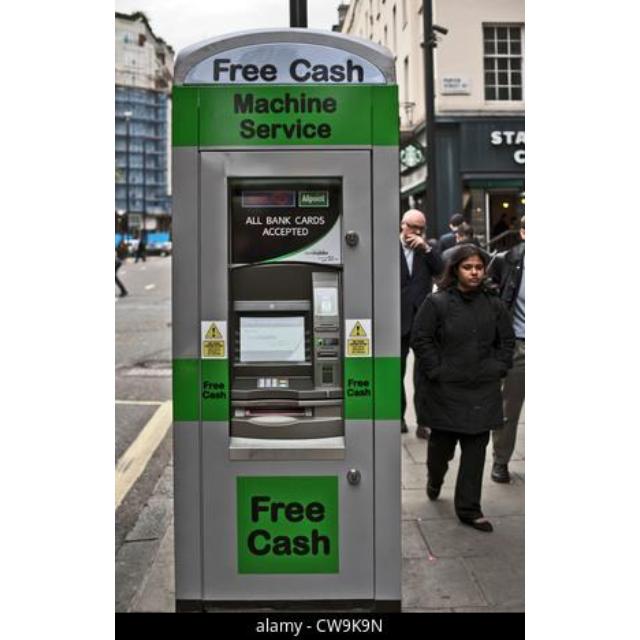 Free Cash
Machine
Service
ALL BANK CARDS
ACCEPTED
Free
Cash
Free
Cash
Free
Cash
STA
C
alamy - CW9K9N